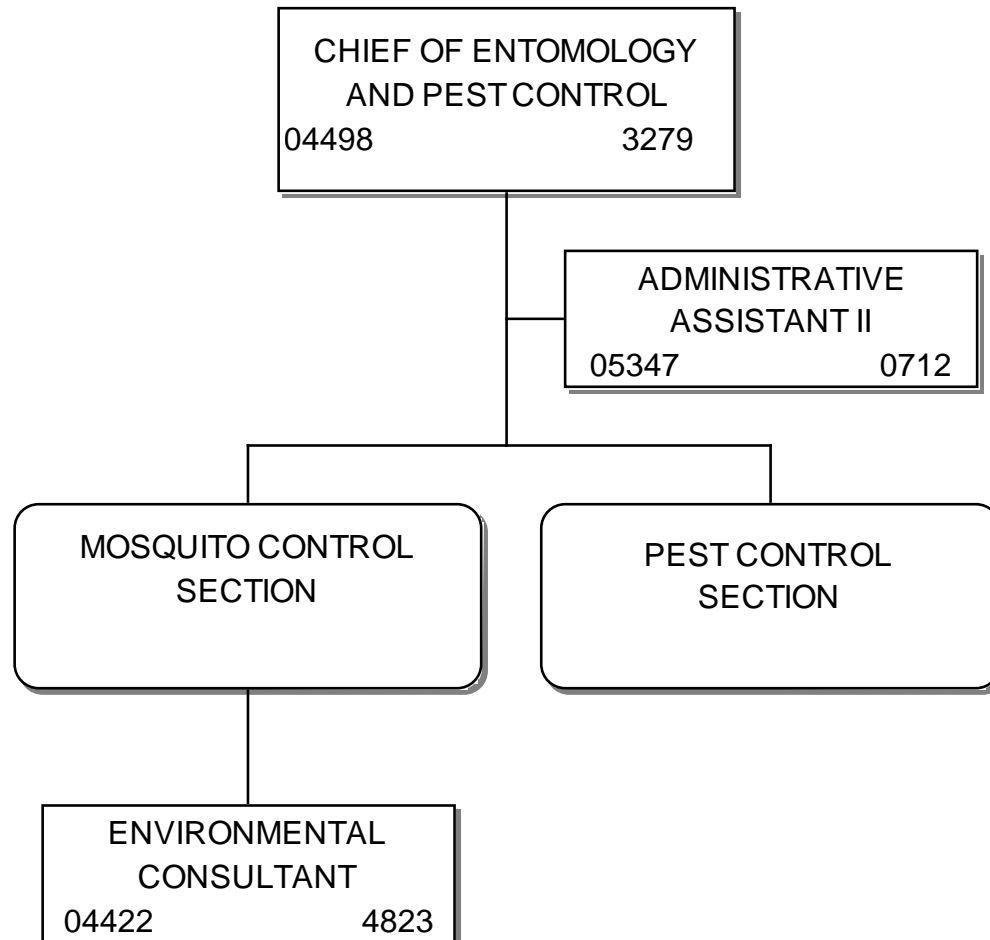 CHIEF OF ENTOMOLOGY
AND PEST CONTROL
04498 3279
ADMINISTRATIVE
ASSISTANT II
05347 0712
MOSQUITO CONTROL
SECTION
PEST CONTROL
SECTION
ENVIRONMENTAL
CONSULTANT
04422 4823